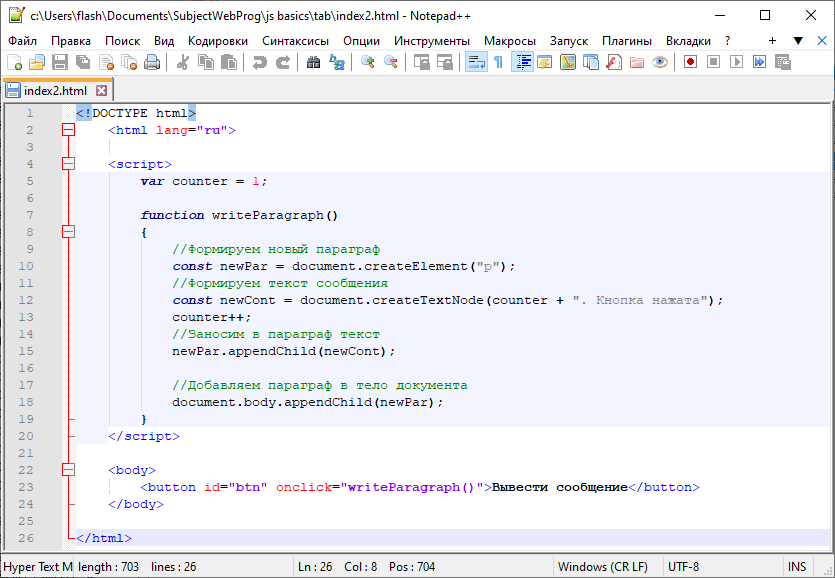 c:\Users\flash\Documents\SubjectWebProg\js basics\tab\index2.html - Notepad++
Файл Правка Поиск Вид Кодировки Синтаксисы Опции Инструменты Макросы Запуск Плагины Вкладки ? + ▼ X
index2.html
1 <!DOCTYPE html>
2 <html lang="ru">
3
4 <script>
5 var counter = 1;
6
7 function writeParagraph()
8 {
9 //Формируем новый параграф
10 const newPar = document.createElement("p");
11 //Формируем текст сообщения
12 const newCont = document.createTextNode(counter + ". Кнопка нажата");
13 counter++;
14 //Заносим в параграф текст
15 newPar.appendChild(newCont);
16
17 //Добавляем параграф в тело документа
18 document.body.appendChild(newPar);
19 }
20 </script>
21
22 <body>
23 <button id="btn" onclick="writeParagraph()">Вывести сообщение</button>
24 </body>
25
26 </html>
Hyper Text M length : 703 lines : 26 Ln : 26 Col : 8 Pos : 704 Windows (CR LF) UTF-8 INS